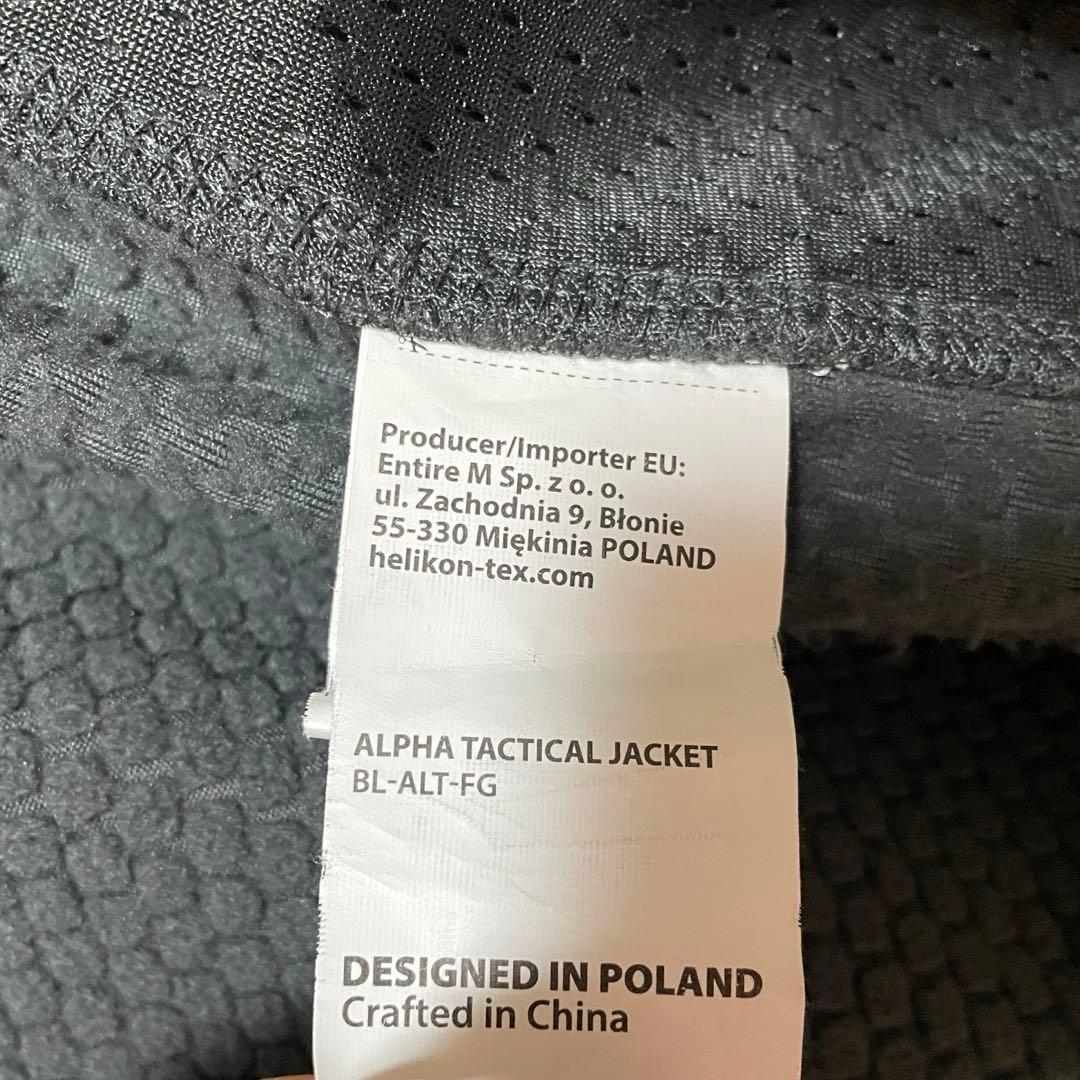 Producer/Importer EU:
Entire M Sp. z o. o.
ul. Zachodnia 9, Błonie
55-330 Miękinia POLAND
helikon-tex.com
ALPHA TACTICAL JACKET
BL-ALT-FG
DESIGNED IN POLAND
Crafted in China